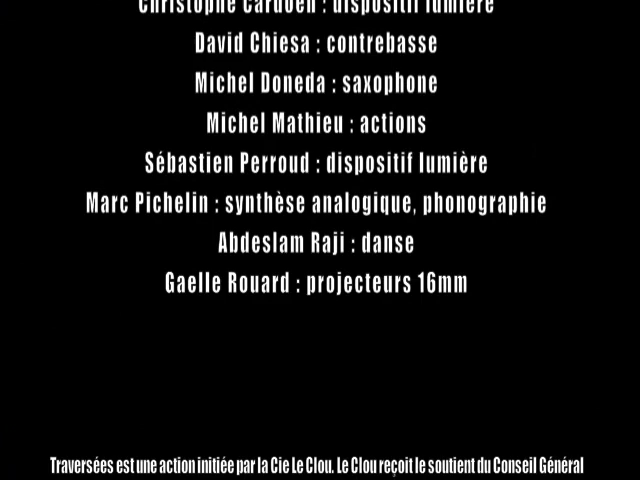 Christophe Cardoen : dispositif lumière
David Chiesa : contrebasse
Michel Doneda : saxophone
Michel Mathieu : actions
Sébastien Perroud : dispositif lumière
Marc Pichelin : synthèse analogique, phonographie
Abdeslam Raji : danse
Gaelle Rouard : projecteurs 16mm
Traversées est une action initiée par la Cie Le Clou. Le Clou reçoit le soutien du Conseil Général